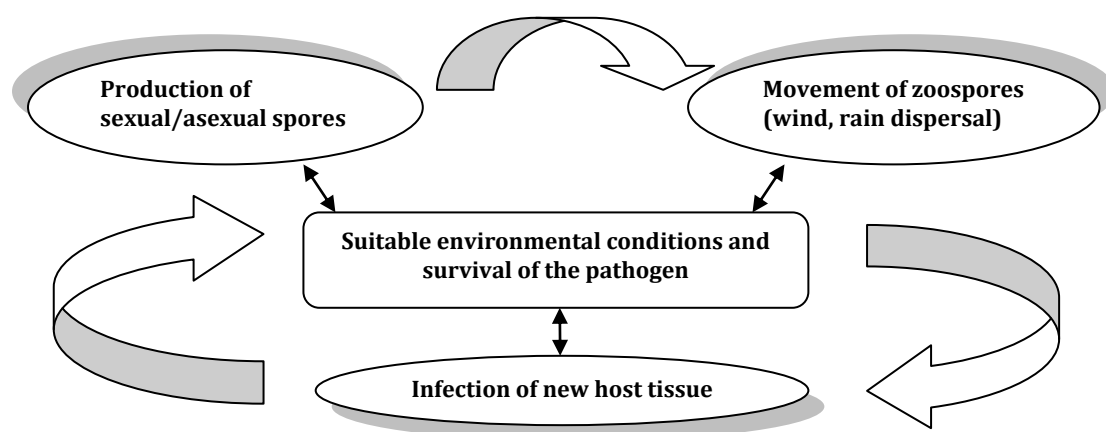 Production of
sexual/asexual spores
Movement of zoospores
(wind, rain dispersal)
Suitable environmental conditions and
survival of the pathogen
Infection of new host tissue